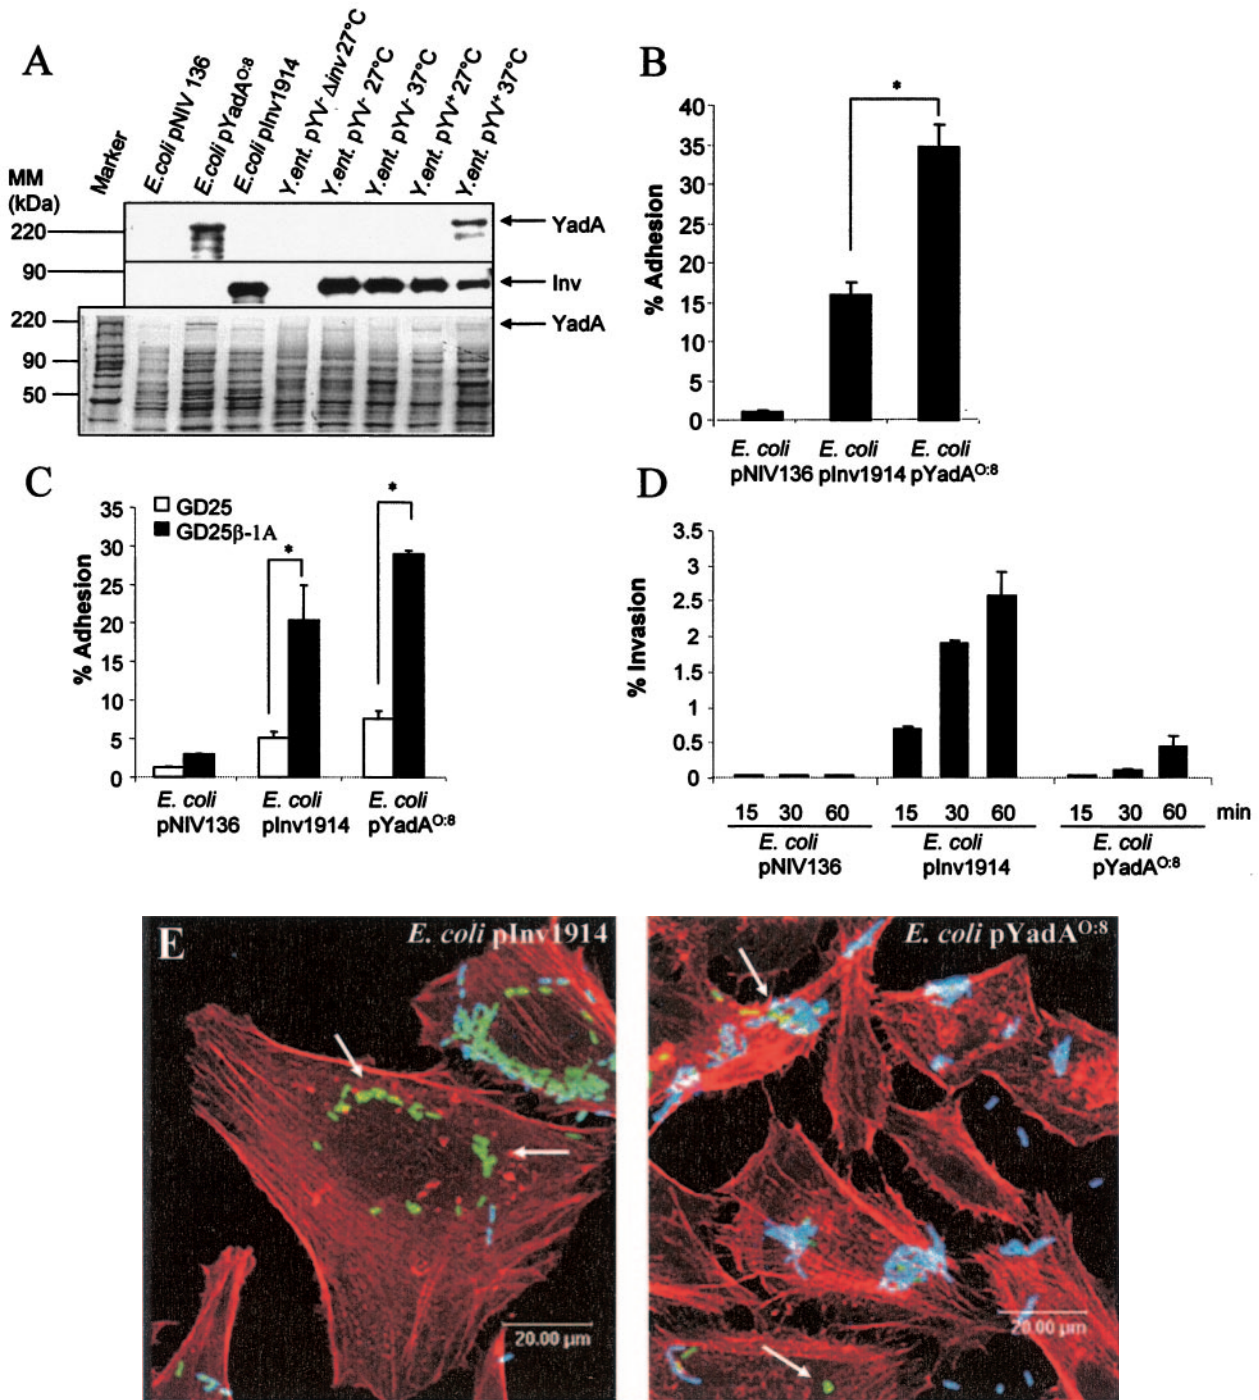 A
Marker
E.coli pNIV 136
E.coli pYadA^O:8
E.coli pInv1914
Y.ent. pYV⁻ Δinv 27°C
Y.ent. pYV⁻ 27°C
Y.ent. pYV⁻ 37°C
Y.ent. pYV⁺ 27°C
Y.ent. pYV⁺ 37°C
MM
(kDa)
220
YadA
90
Inv
220
YadA
90
50
B
*
% Adhesion
40
35
30
25
20
15
10
5
0
E. coli E. coli E. coli
pNIV136 pInv1914 pYadA^O:8
C
GD25
GD25β-1A
*
*
% Adhesion
35
30
25
20
15
10
5
0
E. coli E. coli E. coli
pNIV136 pInv1914 pYadA^O:8
D
% Invasion
3.5
3
2.5
2
1.5
1
0.5
0
15 30 60 15 30 60 15 30 60 min
E. coli E. coli E. coli
pNIV136 pInv1914 pYadA^O:8
E
E. coli pInv1914
20.00 µm
E. coli pYadA^O:8
20.00 µm